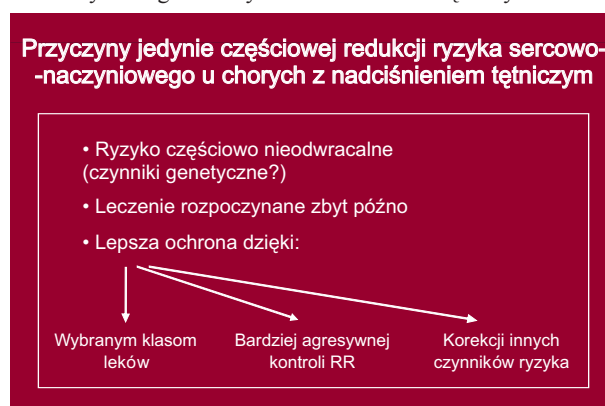 Przyczyny jedynie częściowej redukcji ryzyka sercowo-
-naczyniowego u chorych z nadciśnieniem tętniczym
• Ryzyko częściowo nieodwracalne
(czynniki genetyczne?)
• Leczenie rozpoczynane zbyt późno
• Lepsza ochrona dzięki:
Wybranym klasom
leków
Bardziej agresywnej
kontroli RR
Korekcji innych
czynników ryzyka